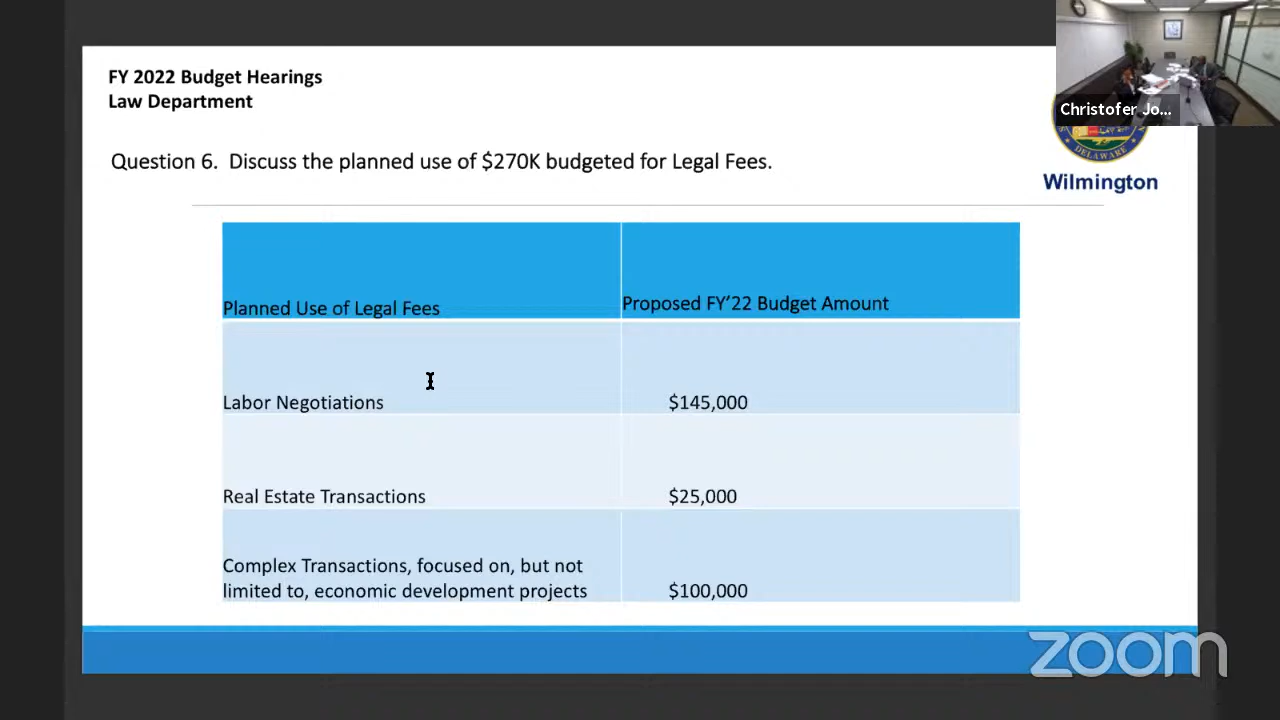 FY 2022 Budget Hearings
Law Department
Christofer Jo...
DELAWARE
Wilmington
Question 6.  Discuss the planned use of $270K budgeted for Legal Fees.
Planned Use of Legal Fees
Proposed FY’22 Budget Amount
Labor Negotiations
$145,000
Real Estate Transactions
$25,000
Complex Transactions, focused on, but not
limited to, economic development projects
$100,000
zoom